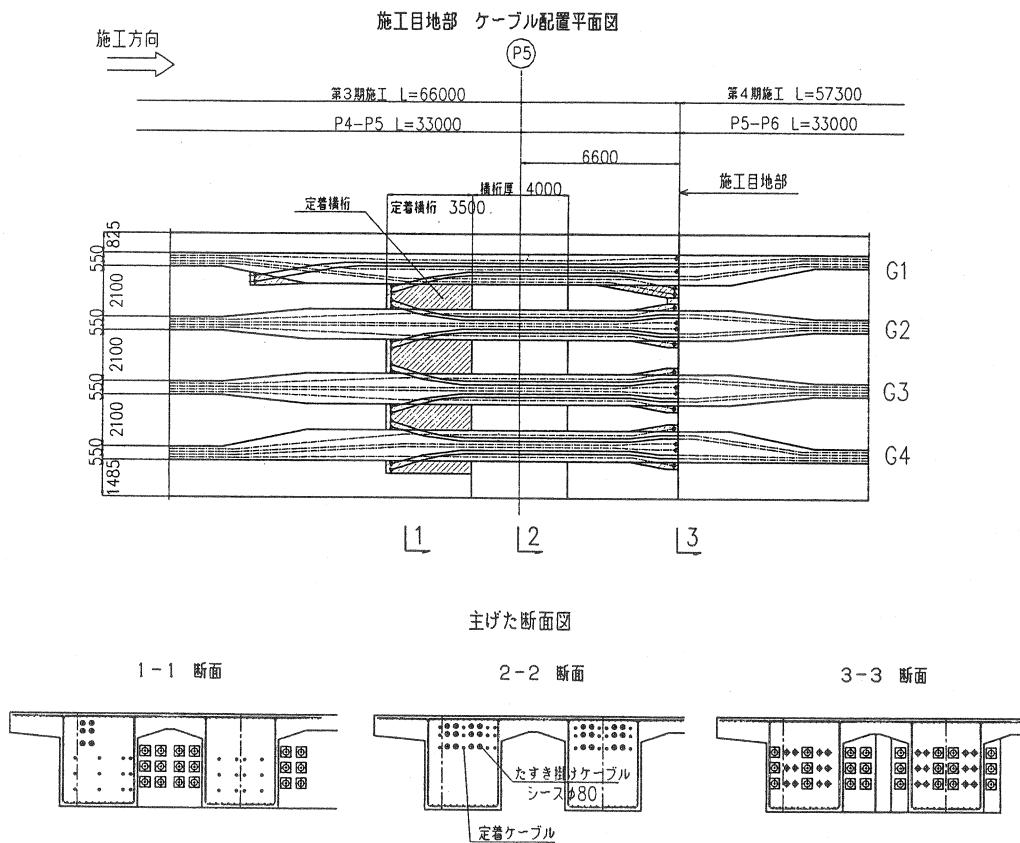 施工目地部 ケーブル配置平面図
施工方向
P5
第3期施工 L=66000
第4期施工 L=57300
P4-P5 L=33000
P5-P6 L=33000
6600
施工目地部
横桁厚 4000
定着横桁
定着横桁 3500
825
550
2100
550
2100
550
2100
550
1485
G1
G2
G3
G4
1
2
3
主げた断面図
1-1 断面
2-2 断面
3-3 断面
たすき掛けケーブル
シースφ80
定着ケーブル